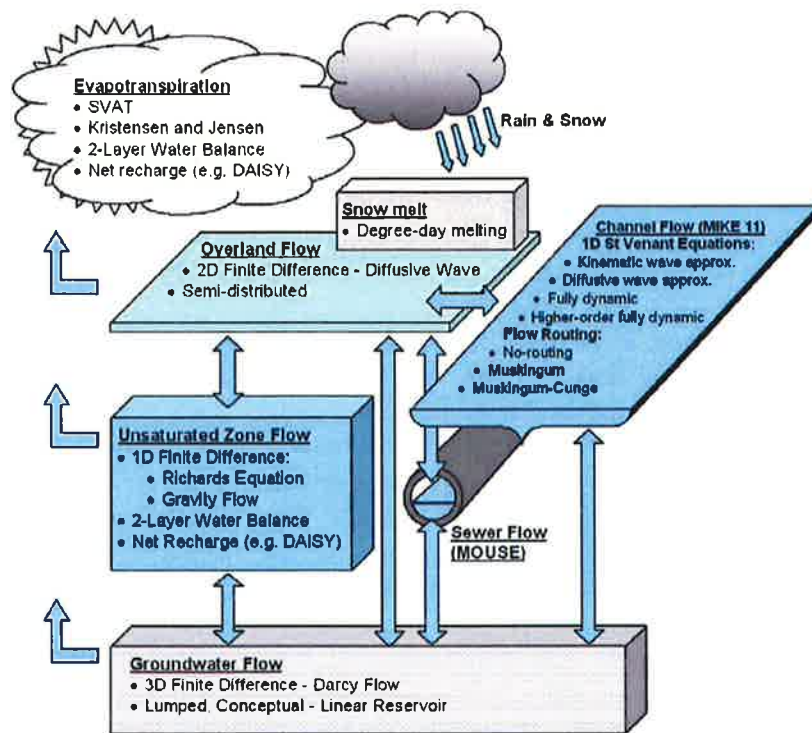 Evapotranspiration
• SVAT
• Kristensen and Jensen
• 2-Layer Water Balance
• Net recharge (e.g. DAISY)
Rain & Snow
Snow melt
• Degree-day melting
Overland Flow
• 2D Finite Difference - Diffusive Wave
• Semi-distributed
Channel Flow (MIKE 11)
1D St Venant Equations:
• Kinematic wave approx.
• Diffusive wave approx.
• Fully dynamic
• Higher-order fully dynamic
Flow Routing:
• No-routing
• Muskingum
• Muskingum-Cunge
Unsaturated Zone Flow
• 1D Finite Difference:
• Richards Equation
• Gravity Flow
• 2-Layer Water Balance
• Net Recharge (e.g. DAISY)
Sewer Flow
(MOUSE)
Groundwater Flow
• 3D Finite Difference - Darcy Flow
• Lumped, Conceptual - Linear Reservoir